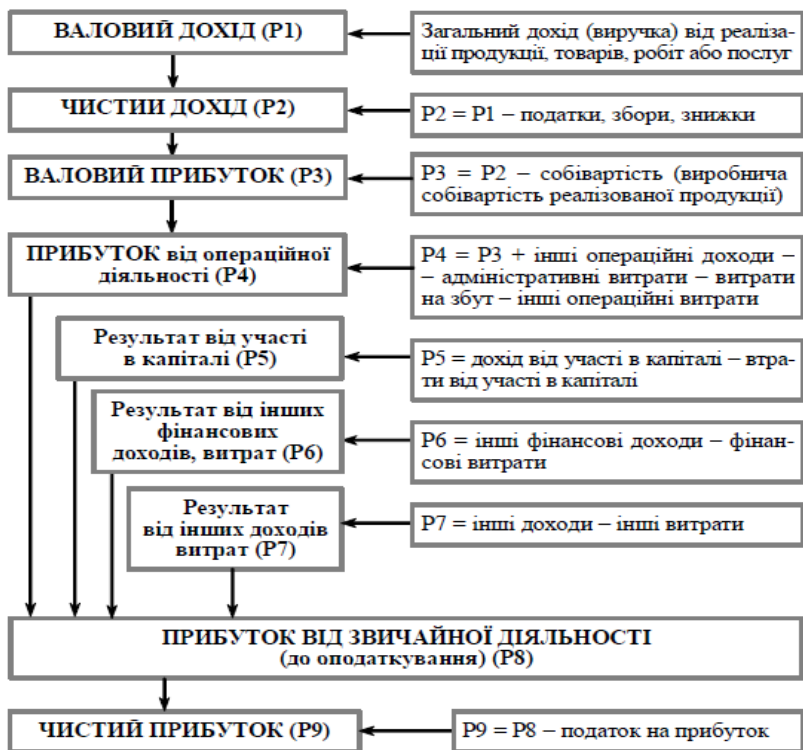 ВАЛОВИЙ ДОХІД (Р1)
Загальний дохід (виручка) від реаліза-
ції продукції, товарів, робіт або послуг
ЧИСТИЙ ДОХІД (Р2)
Р2 = Р1 – податки, збори, знижки
ВАЛОВИЙ ПРИБУТОК (Р3)
Р3 = Р2 – собівартість (виробнича
собівартість реалізованої продукції)
ПРИБУТОК від операційної
діяльності (Р4)
Р4 = Р3 + інші операційні доходи –
– адміністративні витрати – витрати
на збут – інші операційні витрати
Результат від участі
в капіталі (Р5)
Р5 = дохід від участі в капіталі – втра-
ти від участі в капіталі
Результат від інших
фінансових
доходів, витрат (Р6)
Р6 = інші фінансові доходи – фінан-
сові витрати
Результат
від інших доходів
витрат (Р7)
Р7 = інші доходи – інші витрати
ПРИБУТОК ВІД ЗВИЧАЙНОЇ ДІЯЛЬНОСТІ
(до оподаткування) (Р8)
ЧИСТИЙ ПРИБУТОК (Р9)
Р9 = Р8 – податок на прибуток